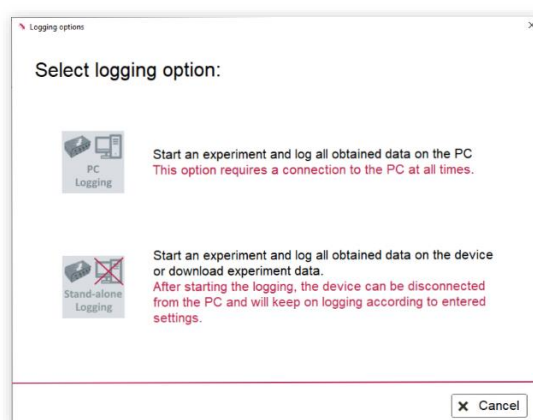 Logging options
Select logging option:
PC
Logging
Start an experiment and log all obtained data on the PC
This option requires a connection to the PC at all times.
Stand-alone
Logging
Start an experiment and log all obtained data on the device
or download experiment data.
After starting the logging, the device can be disconnected
from the PC and will keep on logging according to entered
settings.
Cancel